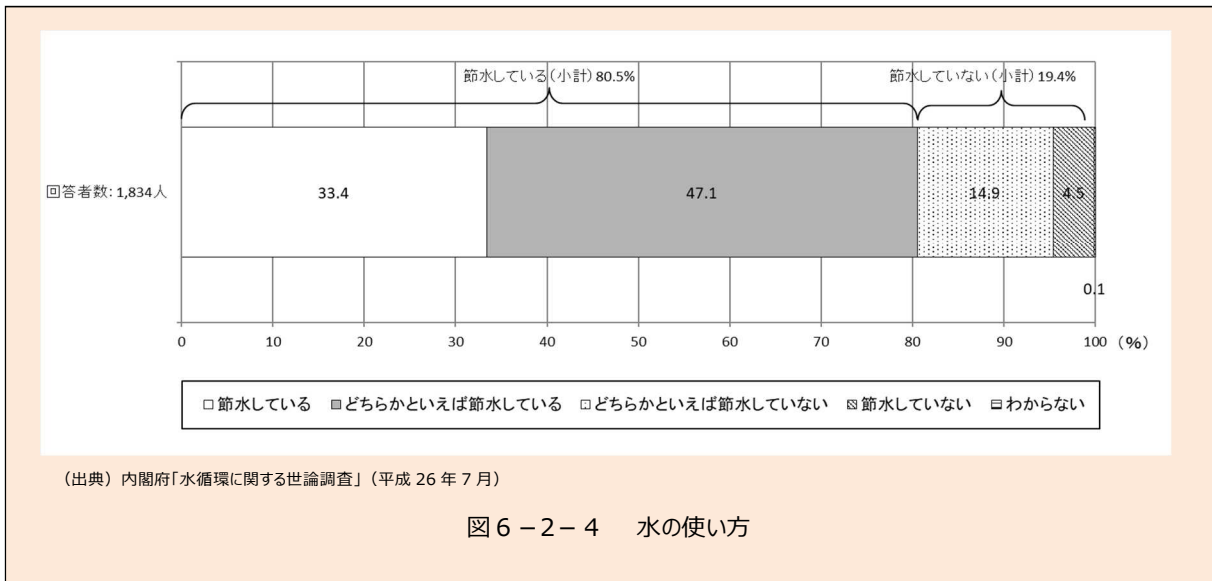 節水している(小計)80.5%
節水していない(小計)19.4%
回答者数:1,834人
33.4
47.1
14.9
4.5
0.1
0 10 20 30 40 50 60 70 80 90 100 (%)
□節水している ■どちらかといえば節水している □どちらかといえば節水していない 節水していない わからない
(出典)内閣府「水循環に関する世論調査」(平成 26 年 7 月)
図6-2-4 水の使い方